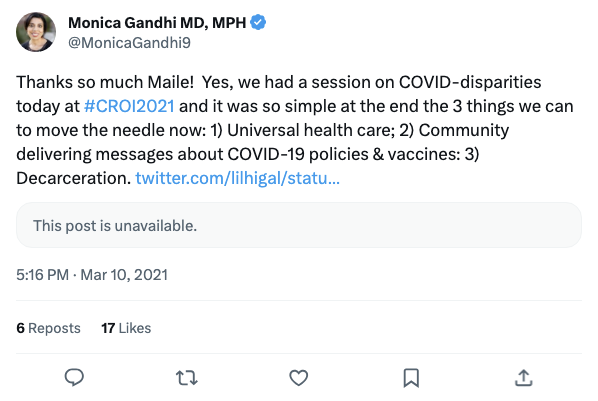 Monica Gandhi MD, MPH
@MonicaGandhi9
Thanks so much Maile!  Yes, we had a session on COVID-disparities
today at #CROI2021 and it was so simple at the end the 3 things we can
to move the needle now: 1) Universal health care; 2) Community
delivering messages about COVID-19 policies & vaccines: 3)
Decarceration. twitter.com/lilhigal/statu...
This post is unavailable.
5:16 PM · Mar 10, 2021
6 Reposts 17 Likes